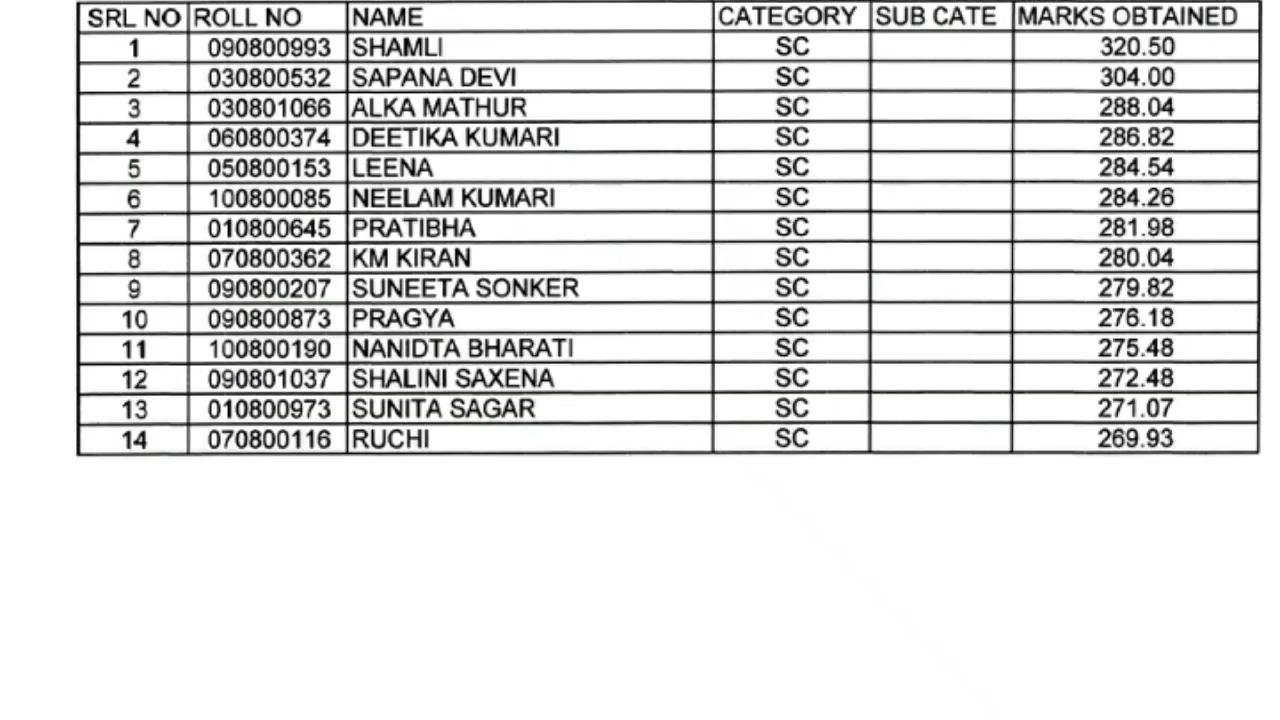 SRL NO ROLL NO NAME CATEGORY SUB CATE MARKS OBTAINED
1 090800993 SHAMLI SC 320.50
2 030800532 SAPANA DEVI SC 304.00
3 030801066 ALKA MATHUR SC 288.04
4 060800374 DEETIKA KUMARI SC 286.82
5 050800153 LEENA SC 284.54
6 100800085 NEELAM KUMARI SC 284.26
7 010800645 PRATIBHA SC 281.98
8 070800362 KM KIRAN SC 280.04
9 090800207 SUNEETA SONKER SC 279.82
10 090800873 PRAGYA SC 276.18
11 100800190 NANIDTA BHARATI SC 275.48
12 090801037 SHALINI SAXENA SC 272.48
13 010800973 SUNITA SAGAR SC 271.07
14 070800116 RUCHI SC 269.93